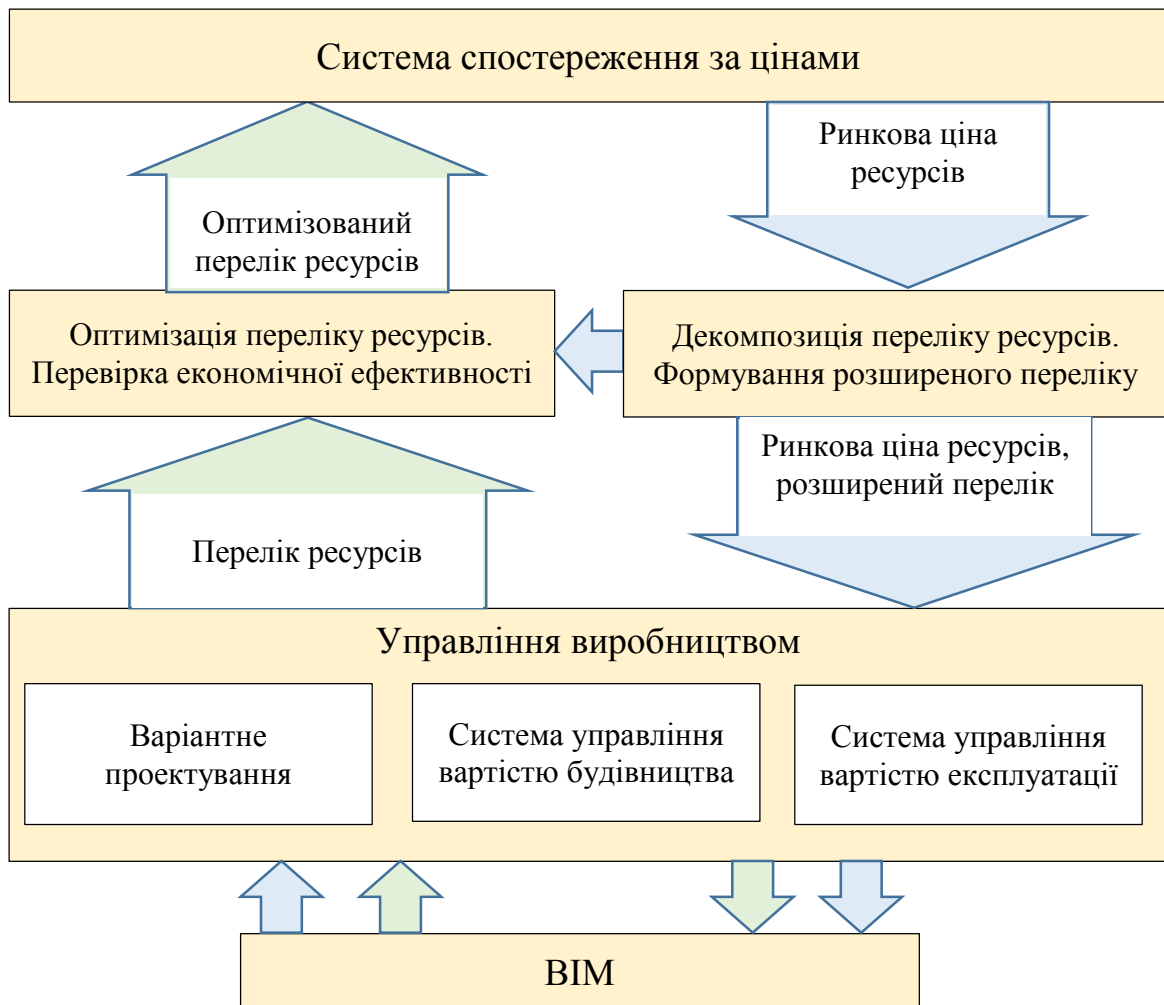 Система спостереження за цінами
Ринкова ціна
ресурсів
Оптимізований
перелік ресурсів
Оптимізація переліку ресурсів.
Перевірка економічної ефективності
Декомпозиція переліку ресурсів.
Формування розширеного переліку
Ринкова ціна ресурсів,
розширений перелік
Перелік ресурсів
Управління виробництвом
Варіантне
проектування
Система управління
вартістю будівництва
Система управління
вартістю експлуатації
BIM